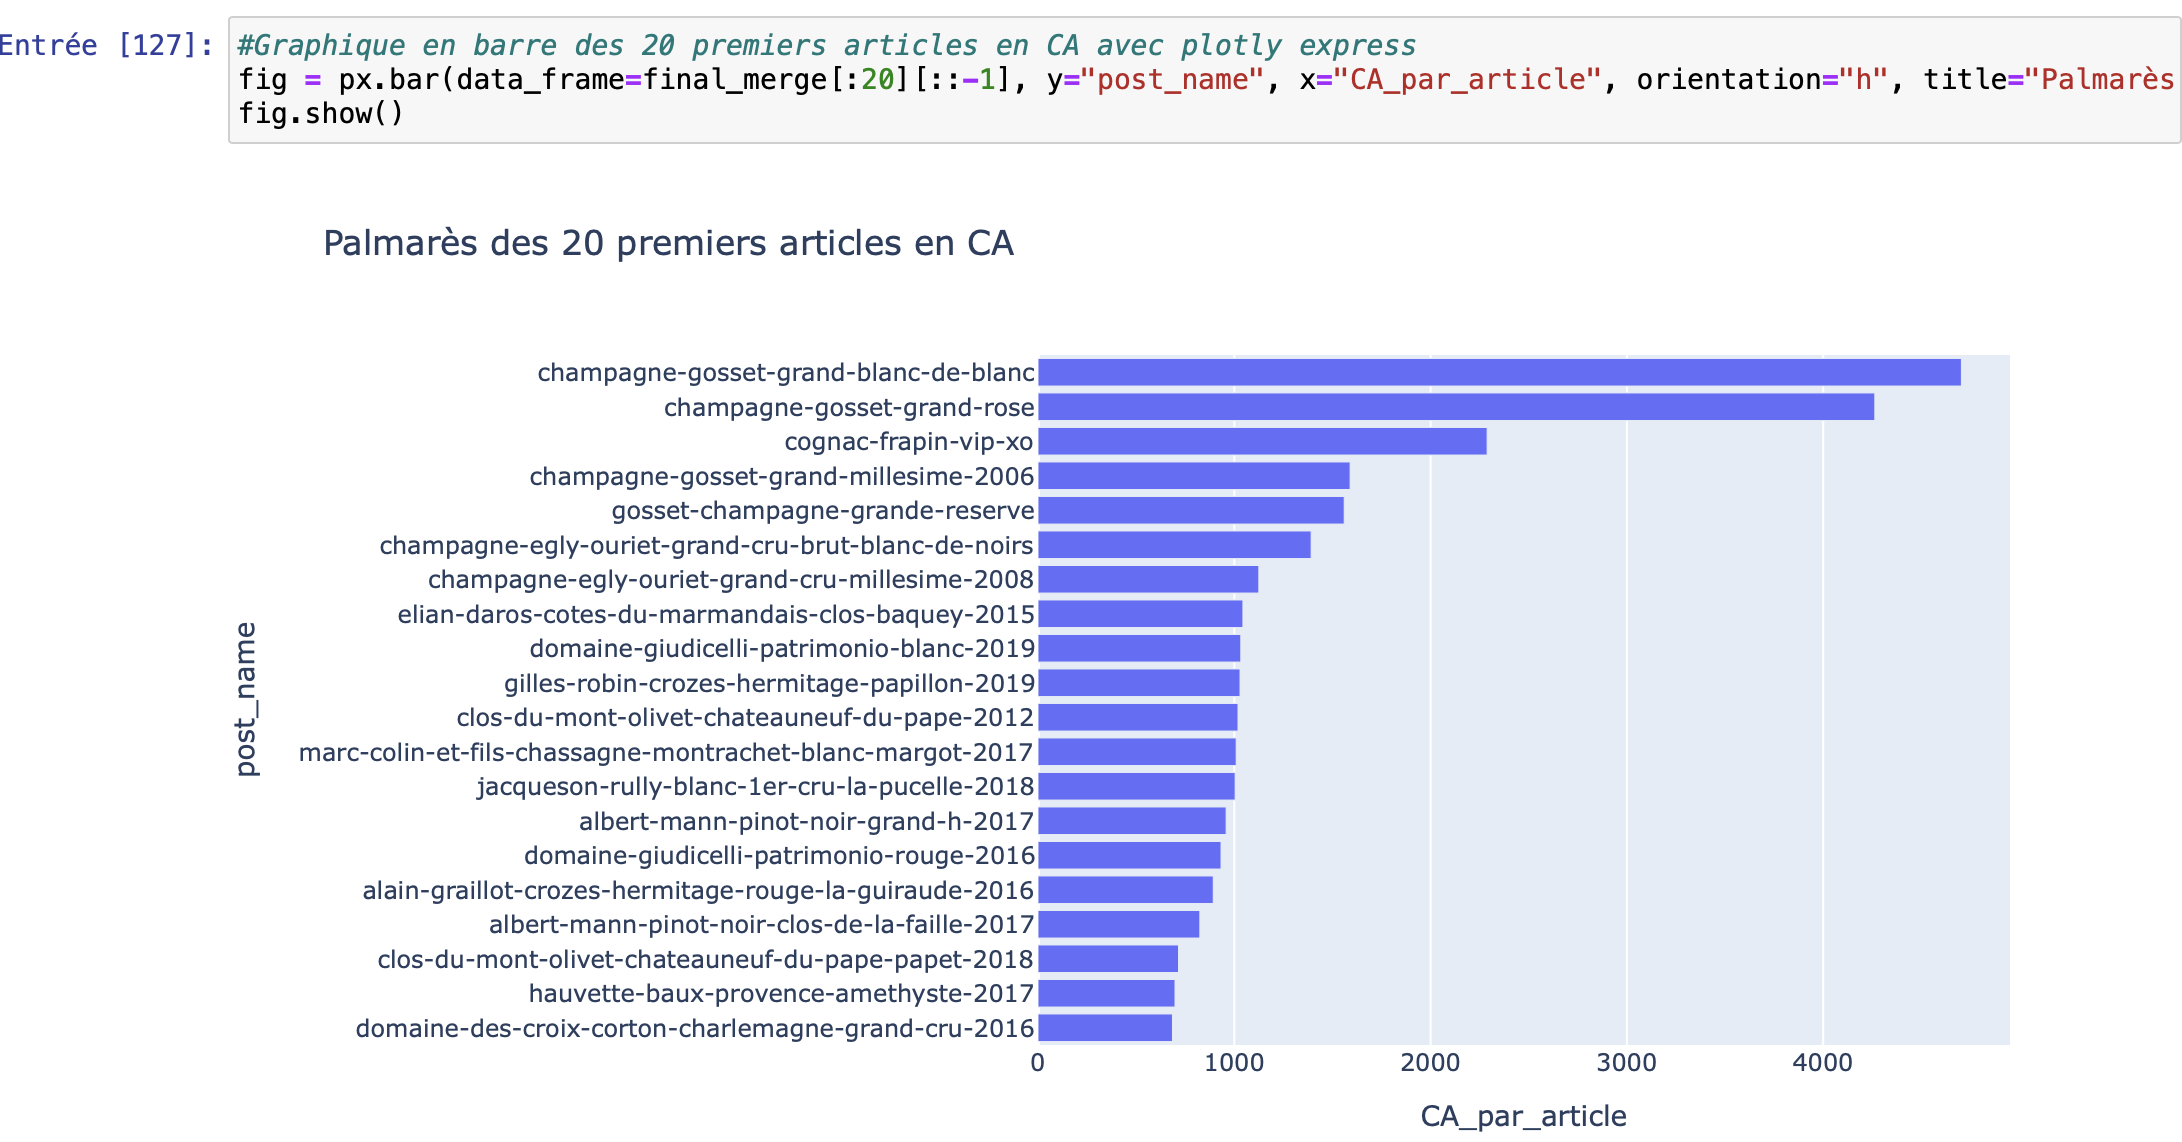 Entrée [127]:
#Graphique en barre des 20 premiers articles en CA avec plotly express
fig = px.bar(data_frame=final_merge[:20][::-1], y="post_name", x="CA_par_article", orientation="h", title="Palmarès
fig.show()
Palmarès des 20 premiers articles en CA
champagne-gosset-grand-blanc-de-blanc
champagne-gosset-grand-rose
cognac-frapin-vip-xo
champagne-gosset-grand-millesime-2006
gosset-champagne-grande-reserve
champagne-egly-ouriet-grand-cru-brut-blanc-de-noirs
champagne-egly-ouriet-grand-cru-millesime-2008
elian-daros-cotes-du-marmandais-clos-baquey-2015
domaine-giudicelli-patrimonio-blanc-2019
gilles-robin-crozes-hermitage-papillon-2019
clos-du-mont-olivet-chateauneuf-du-pape-2012
marc-colin-et-fils-chassagne-montrachet-blanc-margot-2017
jacqueson-rully-blanc-1er-cru-la-pucelle-2018
albert-mann-pinot-noir-grand-h-2017
domaine-giudicelli-patrimonio-rouge-2016
alain-graillot-crozes-hermitage-rouge-la-guiraude-2016
albert-mann-pinot-noir-clos-de-la-faille-2017
clos-du-mont-olivet-chateauneuf-du-pape-papet-2018
hauvette-baux-provence-amethyste-2017
domaine-des-croix-corton-charlemagne-grand-cru-2016
post_name
0 1000 2000 3000 4000
CA_par_article